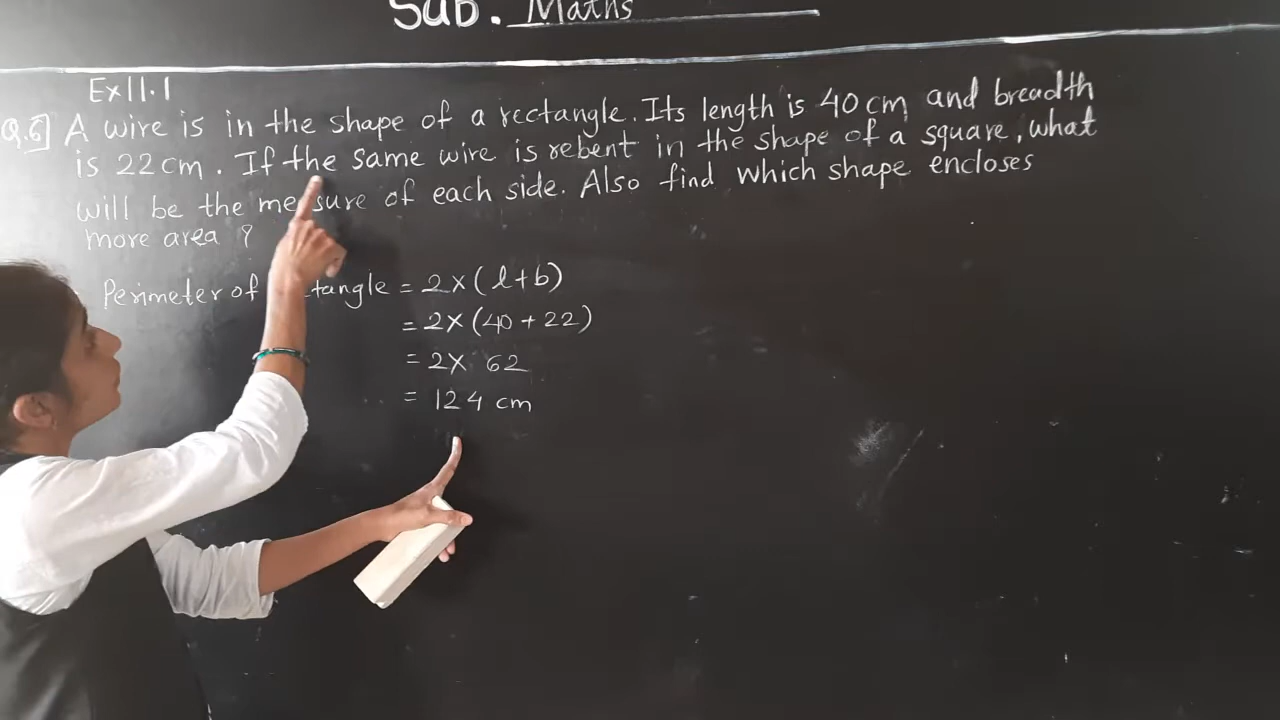 Sub. Maths
Ex 11.1
Q.6] A wire is in the shape of a rectangle. Its length is 40 cm and breadth
is 22 cm. If the same wire is rebent in the shape of a square, what
will be the measure of each side. Also find which shape encloses
more area ?
Perimeter of tangle = 2×(l+b)
= 2×(40+22)
= 2× 62
= 124 cm